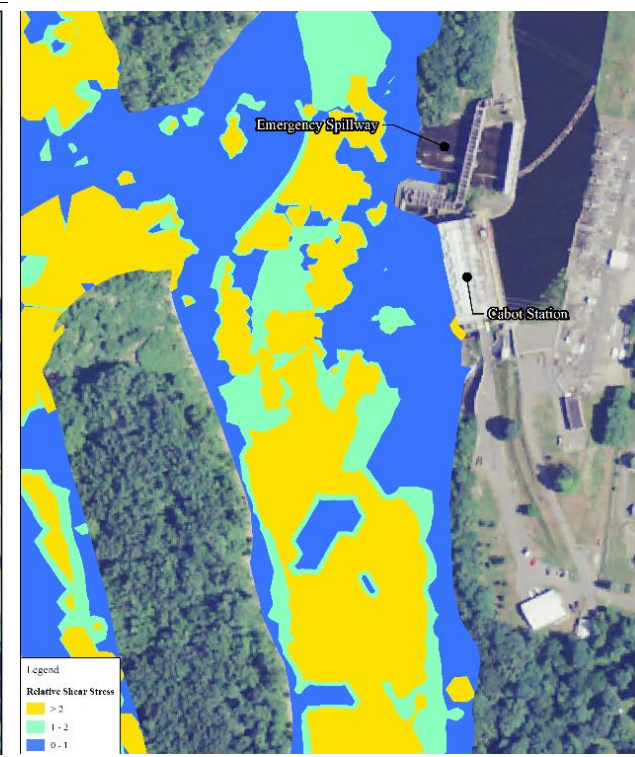 Emergency Spillway
Cabot Station
Legend
Relative Shear Stress
> 2
1 - 2
0 - 1